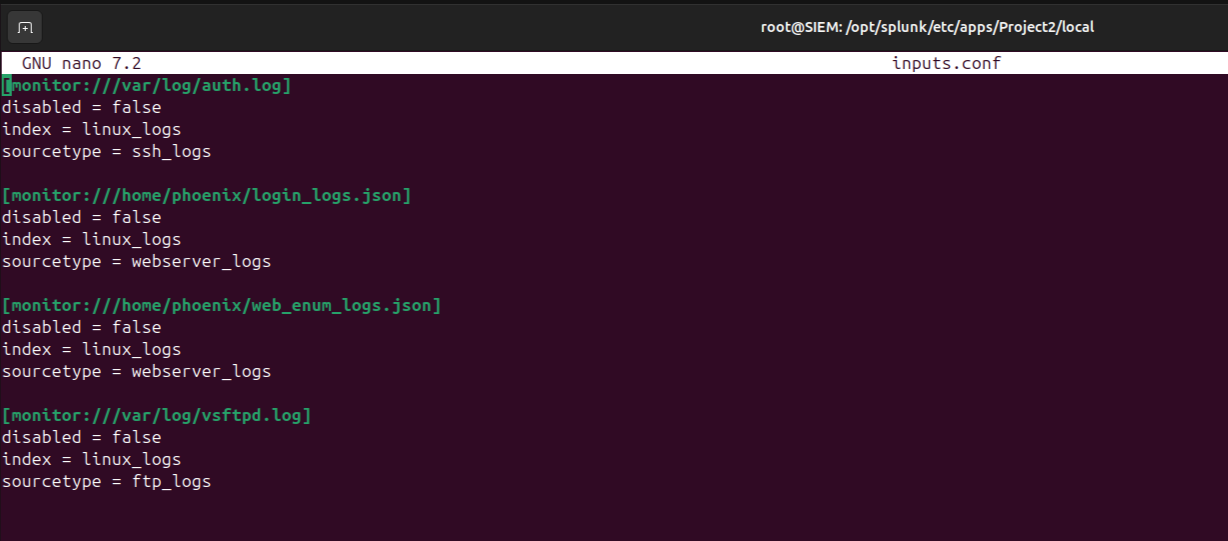 root@SIEM: /opt/splunk/etc/apps/Project2/local
GNU nano 7.2 inputs.conf
[monitor:///var/log/auth.log]
disabled = false
index = linux_logs
sourcetype = ssh_logs
[monitor:///home/phoenix/login_logs.json]
disabled = false
index = linux_logs
sourcetype = webserver_logs
[monitor:///home/phoenix/web_enum_logs.json]
disabled = false
index = linux_logs
sourcetype = webserver_logs
[monitor:///var/log/vsftpd.log]
disabled = false
index = linux_logs
sourcetype = ftp_logs